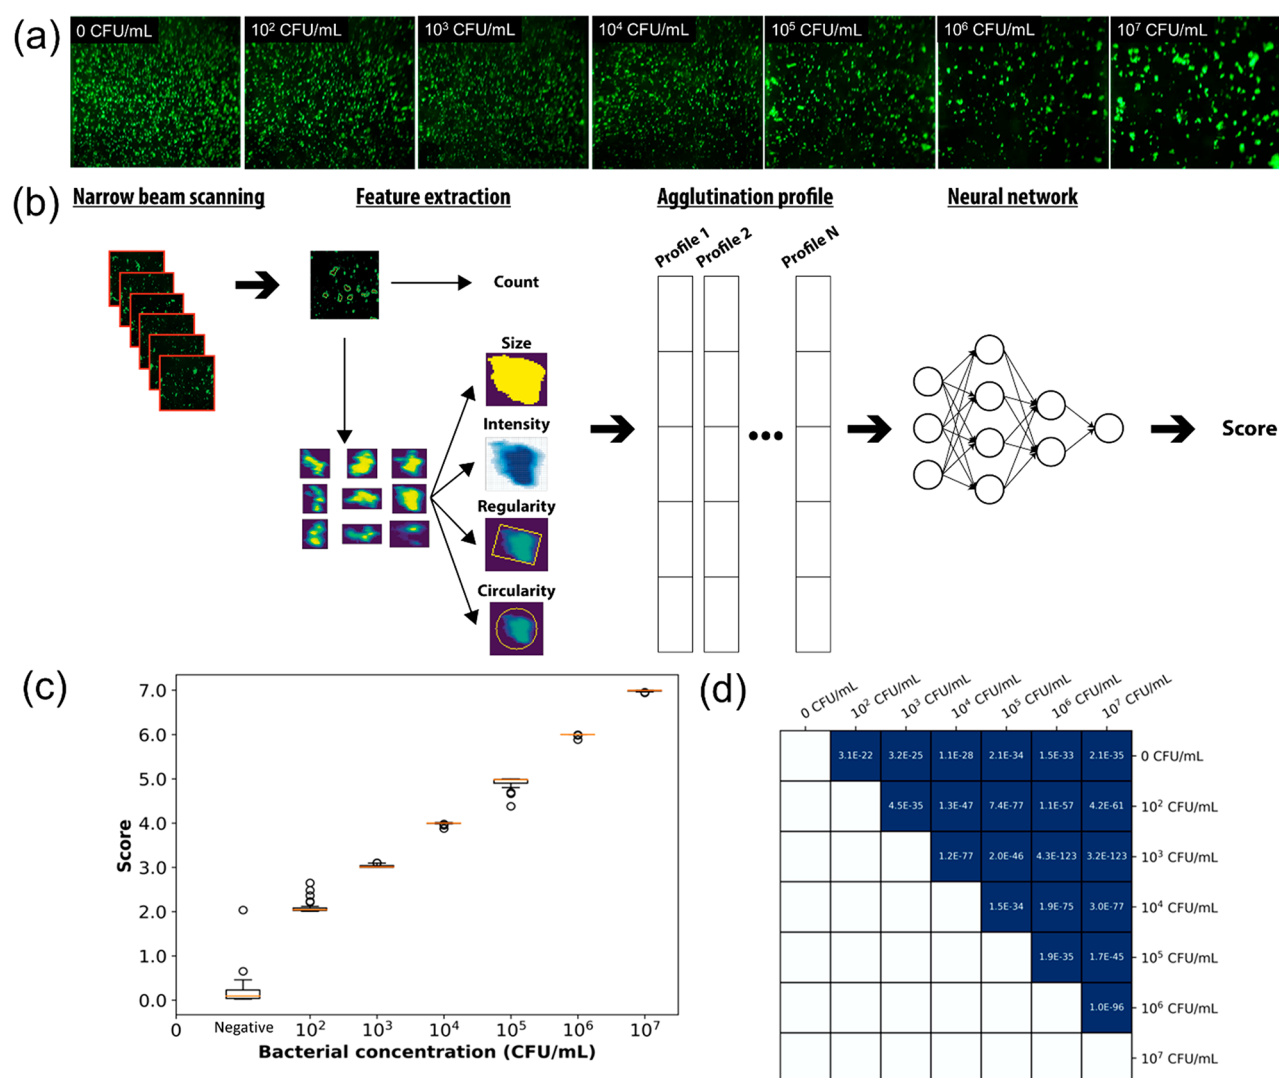 (a)
0 CFU/mL
10² CFU/mL
10³ CFU/mL
10⁴ CFU/mL
10⁵ CFU/mL
10⁶ CFU/mL
10⁷ CFU/mL
(b)
Narrow beam scanning
Feature extraction
Agglutination profile
Neural network
Profile 1
Profile 2
Profile N
Count
Size
Intensity
Regularity
Circularity
Score
(c)
7.0
6.0
5.0
4.0
3.0
2.0
1.0
0.0
Score
0
Negative
10²
10³
10⁴
10⁵
10⁶
10⁷
Bacterial concentration (CFU/mL)
(d)
0 CFU/mL
10² CFU/mL
10³ CFU/mL
10⁴ CFU/mL
10⁵ CFU/mL
10⁶ CFU/mL
10⁷ CFU/mL
3.1E-22 3.2E-25 1.1E-28 2.1E-34 1.5E-33 2.1E-35 0 CFU/mL
4.5E-35 1.3E-47 7.4E-77 1.1E-57 4.2E-61 10² CFU/mL
1.2E-77 2.0E-46 4.3E-123 3.2E-123 10³ CFU/mL
1.5E-34 1.9E-75 3.0E-77 10⁴ CFU/mL
1.9E-35 1.7E-45 10⁵ CFU/mL
1.0E-96 10⁶ CFU/mL
10⁷ CFU/mL